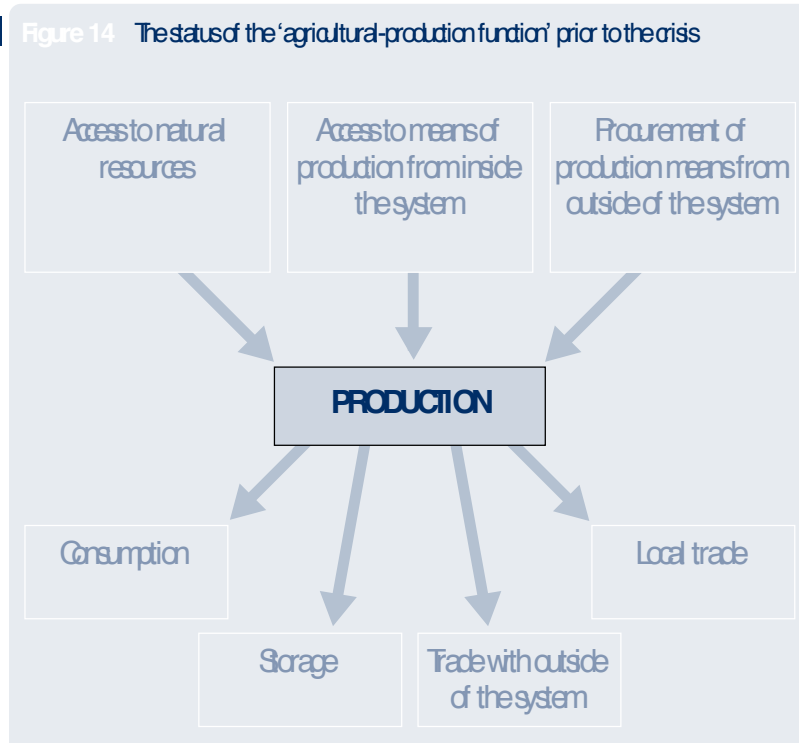 Figure 14 The status of the ‘agricultural-production function’ prior to the crisis
Access to natural
resources
Access to means of
production from inside
the system
Procurement of
production means from
outside of the system
PRODUCTION
Consumption
Local trade
Storage
Trade with outside
of the system